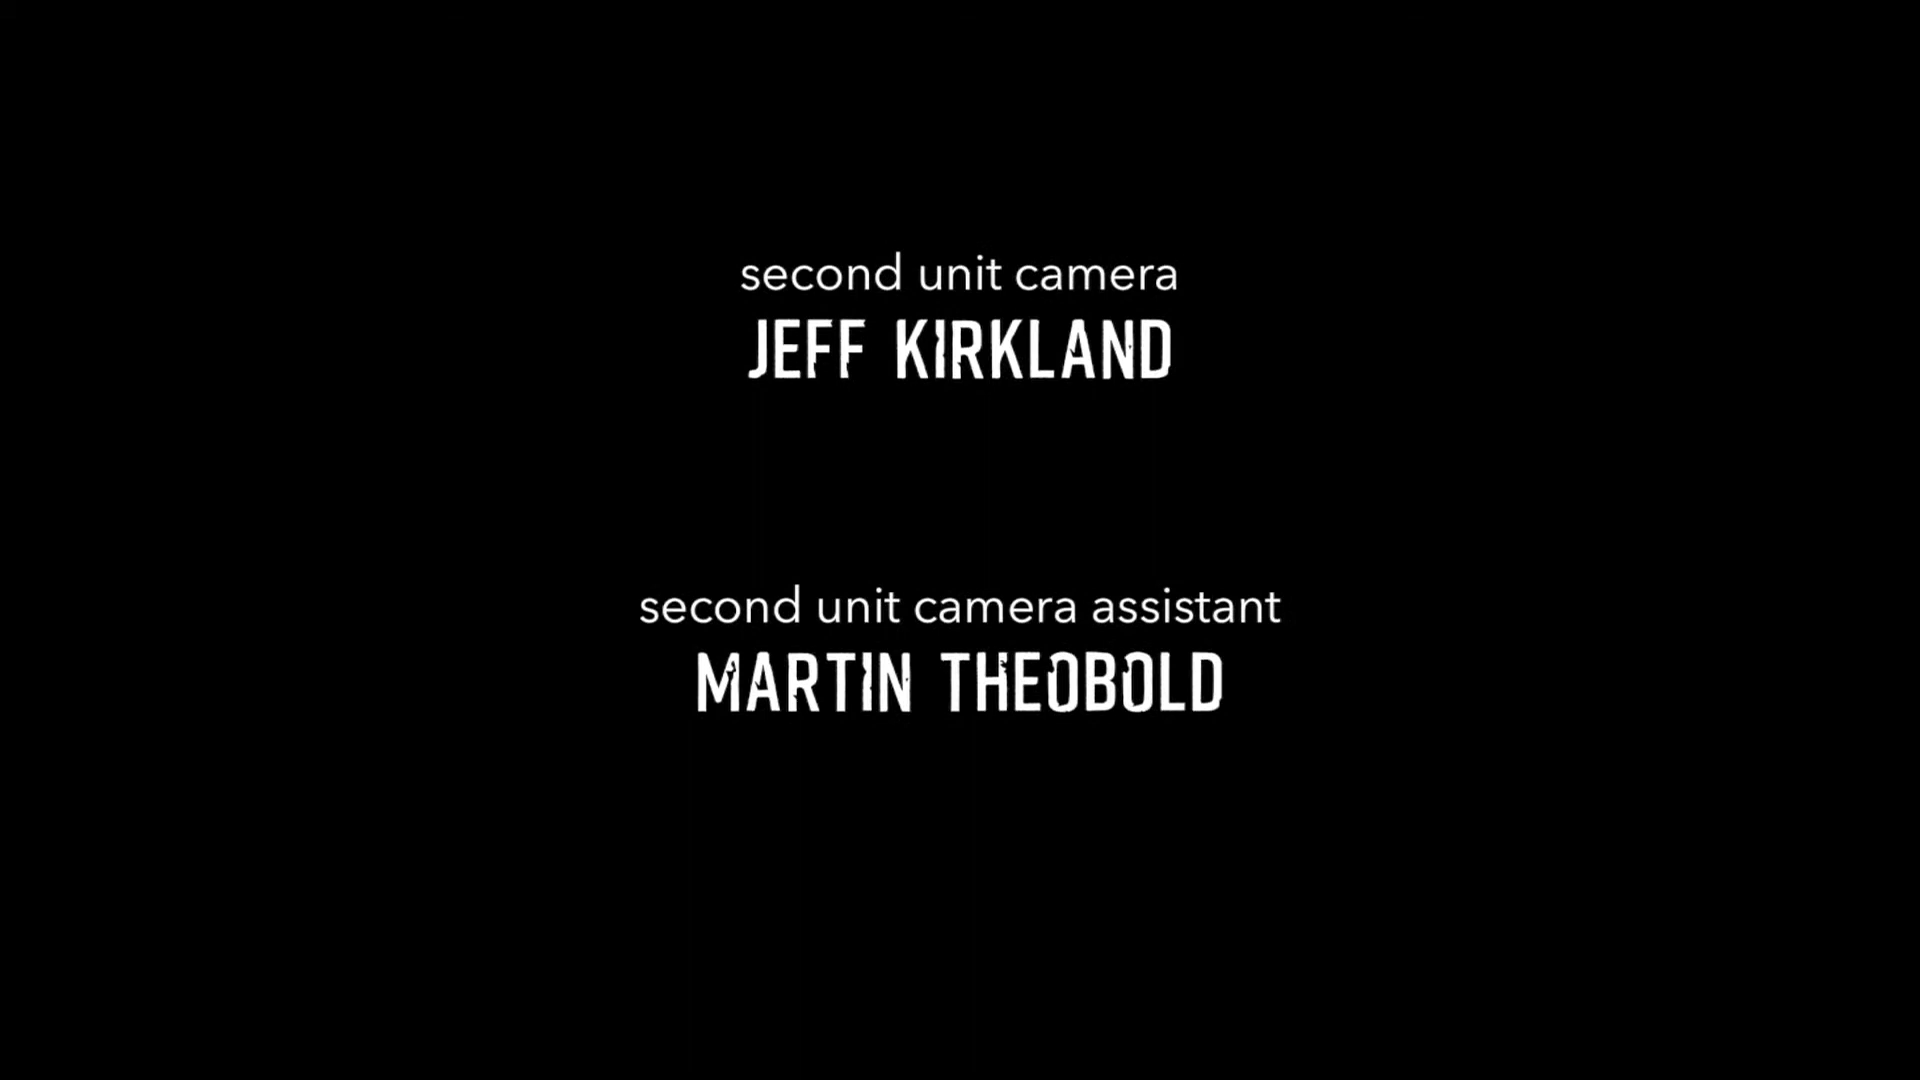 second unit camera
JEFF KIRKLAND
second unit camera assistant
MARTIN THEOBOLD